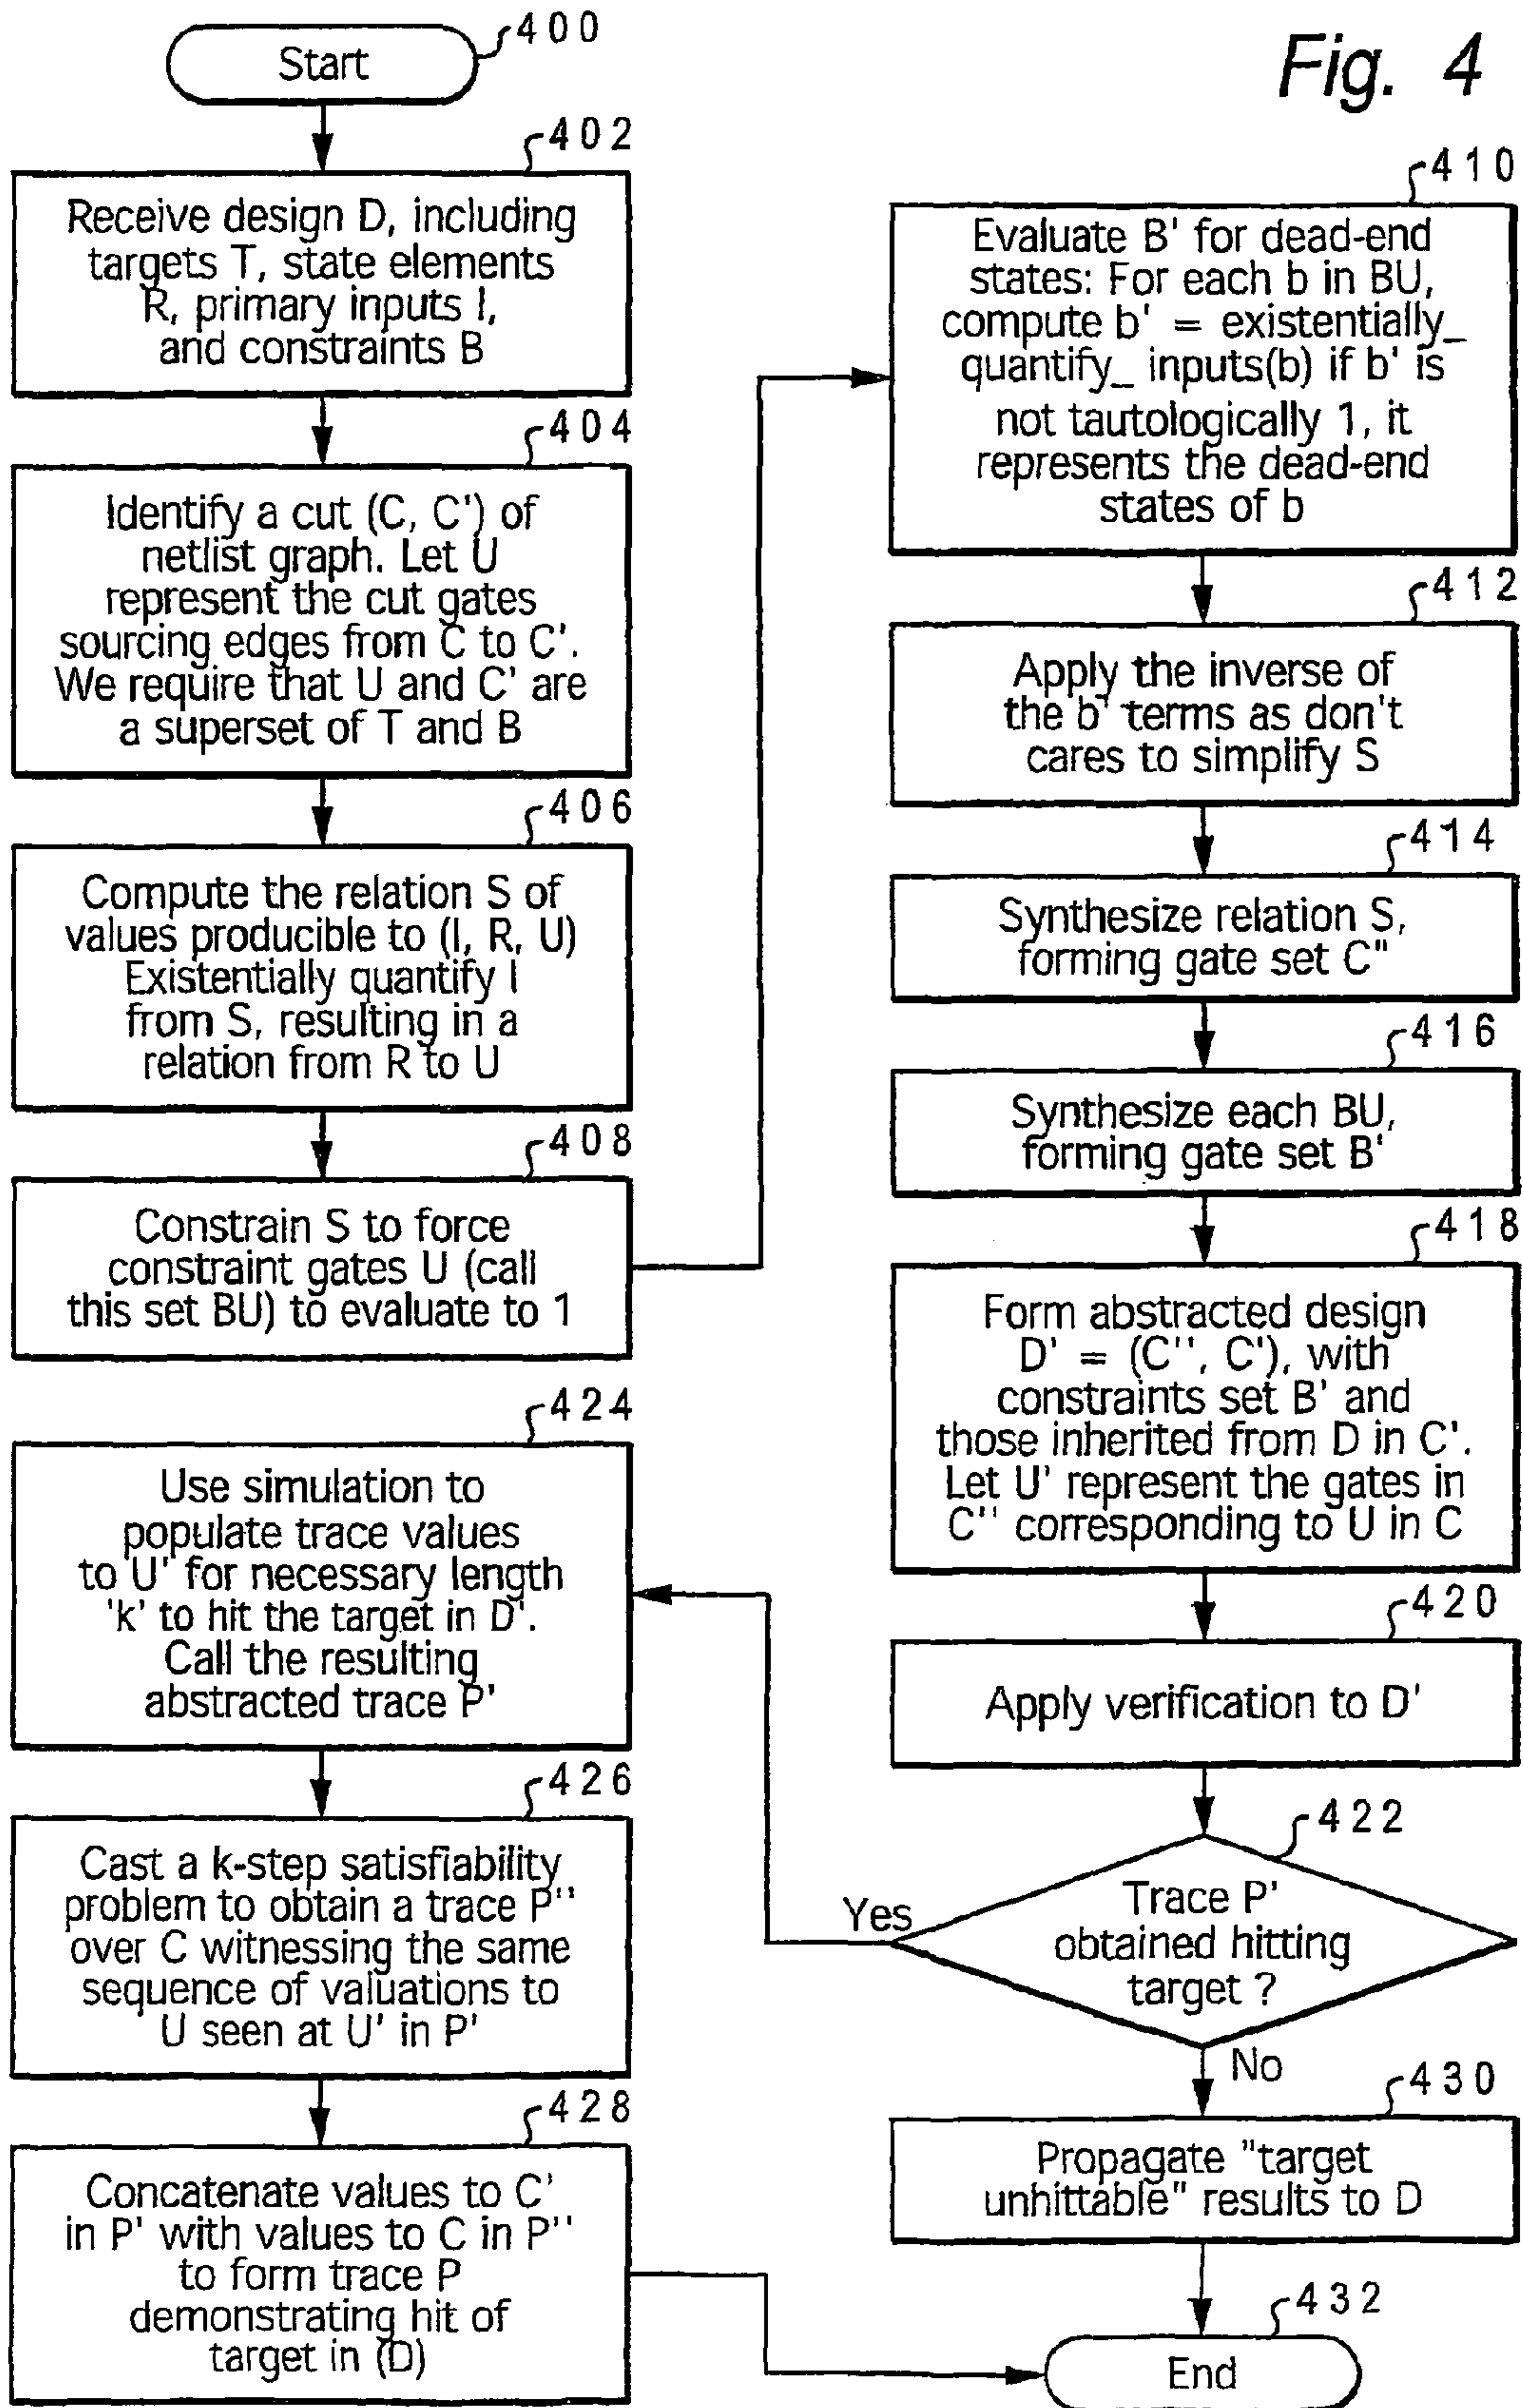 Fig. 4
400
Start
402
Receive design D, including
targets T, state elements
R, primary inputs I,
and constraints B
404
Identify a cut (C, C') of
netlist graph. Let U
represent the cut gates
sourcing edges from C to C'.
We require that U and C' are
a superset of T and B
406
Compute the relation S of
values producible to (I, R, U)
Existentially quantify I
from S, resulting in a
relation from R to U
408
Constrain S to force
constraint gates U (call
this set BU) to evaluate to 1
410
Evaluate B' for dead-end
states: For each b in BU,
compute b' = existentially_
quantify_ inputs(b) if b' is
not tautologically 1, it
represents the dead-end
states of b
412
Apply the inverse of
the b' terms as don't
cares to simplify S
414
Synthesize relation S,
forming gate set C''
416
Synthesize each BU,
forming gate set B'
418
Form abstracted design
D' = (C'', C'), with
constraints set B' and
those inherited from D in C'.
Let U' represent the gates in
C'' corresponding to U in C
420
Apply verification to D'
422
Trace P'
obtained hitting
target ?
Yes
No
424
Use simulation to
populate trace values
to U' for necessary length
'k' to hit the target in D'.
Call the resulting
abstracted trace P'
426
Cast a k-step satisfiability
problem to obtain a trace P''
over C witnessing the same
sequence of valuations to
U seen at U' in P'
428
Concatenate values to C'
in P' with values to C in P''
to form trace P
demonstrating hit of
target in (D)
430
Propagate "target
unhittable" results to D
432
End